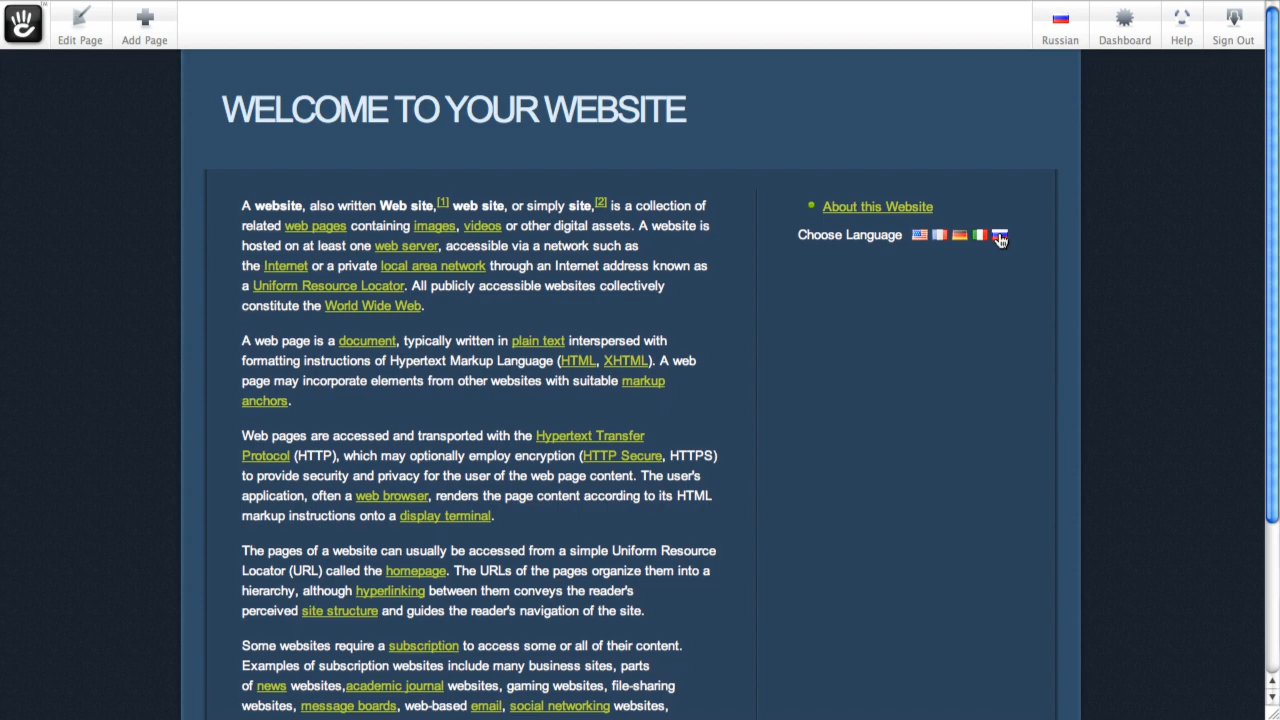 Edit Page
Add Page
Russian
Dashboard
Help
Sign Out
WELCOME TO YOUR WEBSITE
A website, also written Web site,[1] web site, or simply site,[2] is a collection of
related web pages containing images, videos or other digital assets. A website is
hosted on at least one web server, accessible via a network such as
the Internet or a private local area network through an Internet address known as
a Uniform Resource Locator. All publicly accessible websites collectively
constitute the World Wide Web.
A web page is a document, typically written in plain text interspersed with
formatting instructions of Hypertext Markup Language (HTML, XHTML). A web
page may incorporate elements from other websites with suitable markup
anchors.
Web pages are accessed and transported with the Hypertext Transfer
Protocol (HTTP), which may optionally employ encryption (HTTP Secure, HTTPS)
to provide security and privacy for the user of the web page content. The user's
application, often a web browser, renders the page content according to its HTML
markup instructions onto a display terminal.
The pages of a website can usually be accessed from a simple Uniform Resource
Locator (URL) called the homepage. The URLs of the pages organize them into a
hierarchy, although hyperlinking between them conveys the reader's
perceived site structure and guides the reader's navigation of the site.
Some websites require a subscription to access some or all of their content.
Examples of subscription websites include many business sites, parts
of news websites,academic journal websites, gaming websites, file-sharing
websites, message boards, web-based email, social networking websites,
About this Website
Choose Language